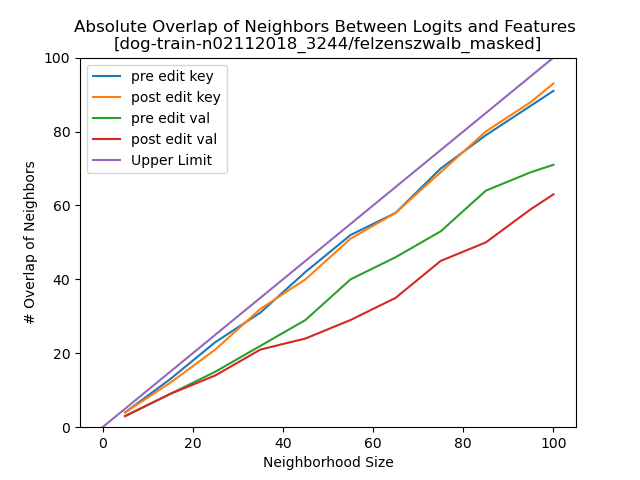 Absolute Overlap of Neighbors Between Logits and Features
[dog-train-n02112018_3244/felzenszwalb_masked]
pre edit key
post edit key
pre edit val
post edit val
Upper Limit
# Overlap of Neighbors
100
80
60
40
20
0
0 20 40 60 80 100
Neighborhood Size